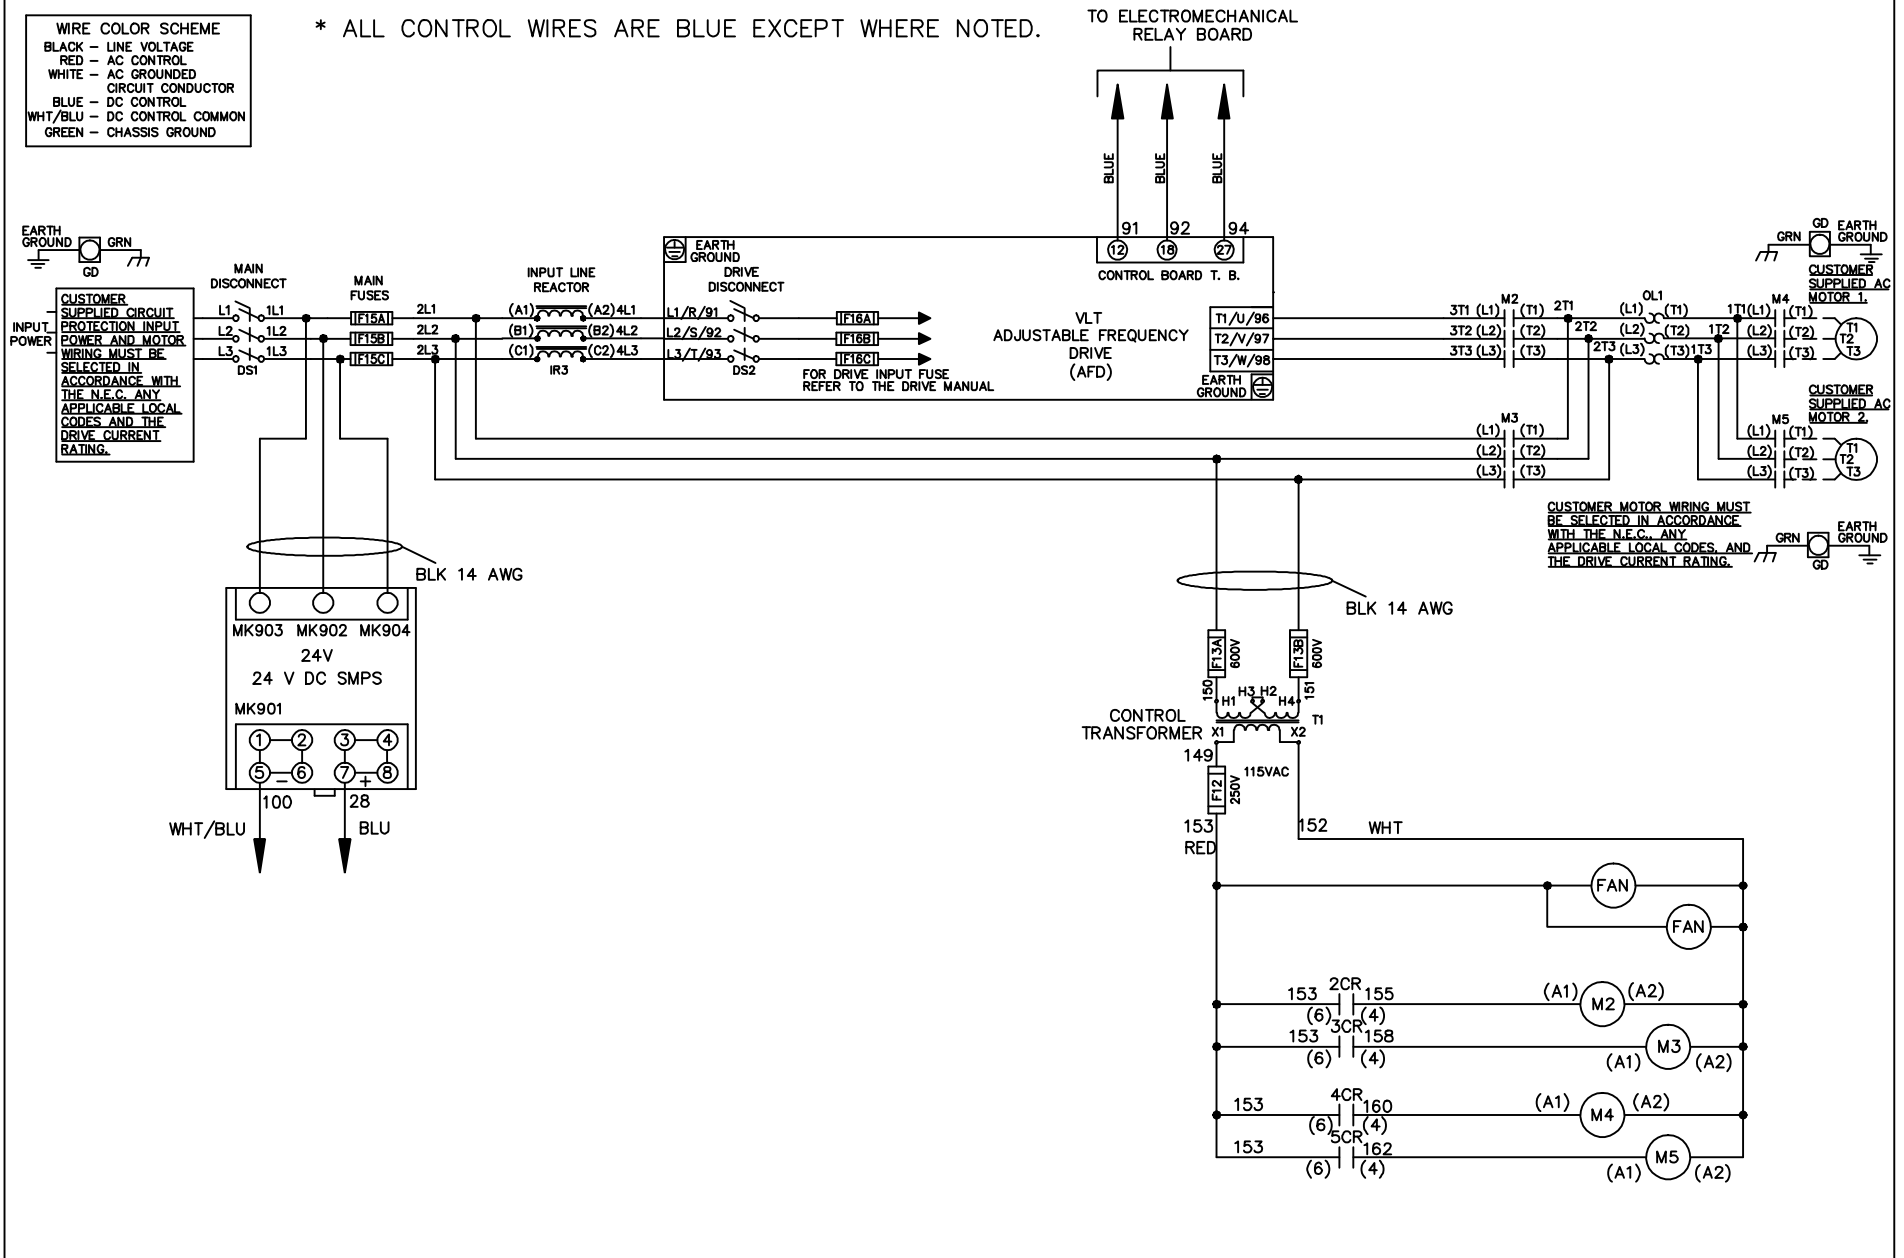 WIRE COLOR SCHEME
BLACK – LINE VOLTAGE
RED – AC CONTROL
WHITE – AC GROUNDED
CIRCUIT CONDUCTOR
BLUE – DC CONTROL
WHT/BLU – DC CONTROL COMMON
GREEN – CHASSIS GROUND
* ALL CONTROL WIRES ARE BLUE EXCEPT WHERE NOTED.
TO ELECTROMECHANICAL
RELAY BOARD
BLUE
BLUE
BLUE
91 92 94
12 18 27
CONTROL BOARD T. B.
EARTH
GROUND
GRN
GD
INPUT
POWER
CUSTOMER
SUPPLIED CIRCUIT
PROTECTION INPUT
POWER AND MOTOR
WIRING MUST BE
SELECTED IN
ACCORDANCE WITH
THE N.E.C. ANY
APPLICABLE LOCAL
CODES AND THE
DRIVE CURRENT
RATING.
MAIN
DISCONNECT
L1 1L1
L2 1L2
L3 1L3
DS1
MAIN
FUSES
F15A
F15B
F15C
2L1
2L2
2L3
INPUT LINE
REACTOR
(A1) (A2) 4L1
(B1) (B2) 4L2
(C1) (C2) 4L3
IR3
EARTH
GROUND
DRIVE
DISCONNECT
L1/R/91
L2/S/92
L3/T/93
DS2
F16A
F16B
F16C
FOR DRIVE INPUT FUSE
REFER TO THE DRIVE MANUAL
VLT
ADJUSTABLE FREQUENCY
DRIVE
(AFD)
T1/U/96
T2/V/97
T3/W/98
EARTH
GROUND
M2
3T1 (L1) (T1) 2T1
3T2 (L2) (T2) 2T2
3T3 (L3) (T3) 2T3
OL1
(L1) (T1) 1T1
(L2) (T2) 1T2
(L3) (T3) 1T3
M4
(L1) (T1)
(L2) (T2)
(L3) (T3)
T1
T2
T3
GD
GRN
EARTH
GROUND
CUSTOMER
SUPPLIED AC
MOTOR 1.
M3
(L1) (T1)
(L2) (T2)
(L3) (T3)
M5
(L1) (T1)
(L2) (T2)
(L3) (T3)
T1
T2
T3
CUSTOMER
SUPPLIED AC
MOTOR 2.
CUSTOMER MOTOR WIRING MUST
BE SELECTED IN ACCORDANCE
WITH THE N.E.C., ANY
APPLICABLE LOCAL CODES, AND
THE DRIVE CURRENT RATING.
GRN
GD
EARTH
GROUND
BLK 14 AWG
MK903 MK902 MK904
24V
24 V DC SMPS
MK901
1 2 3 4
5 – 6 7 + 8
100 28
WHT/BLU BLU
BLK 14 AWG
F13A 600V
F13B 600V
150 151
H1 H3 H2 H4
T1
CONTROL
TRANSFORMER
X1 X2
149
115VAC
F12 250V
153
RED
152 WHT
FAN
FAN
2CR
153 155 (A1) M2 (A2)
(6) (4)
3CR
153 158 M3
(6) (4) (A1) (A2)
4CR
153 160 (A1) M4 (A2)
(6) (4)
5CR
153 162 M5
(6) (4) (A1) (A2)